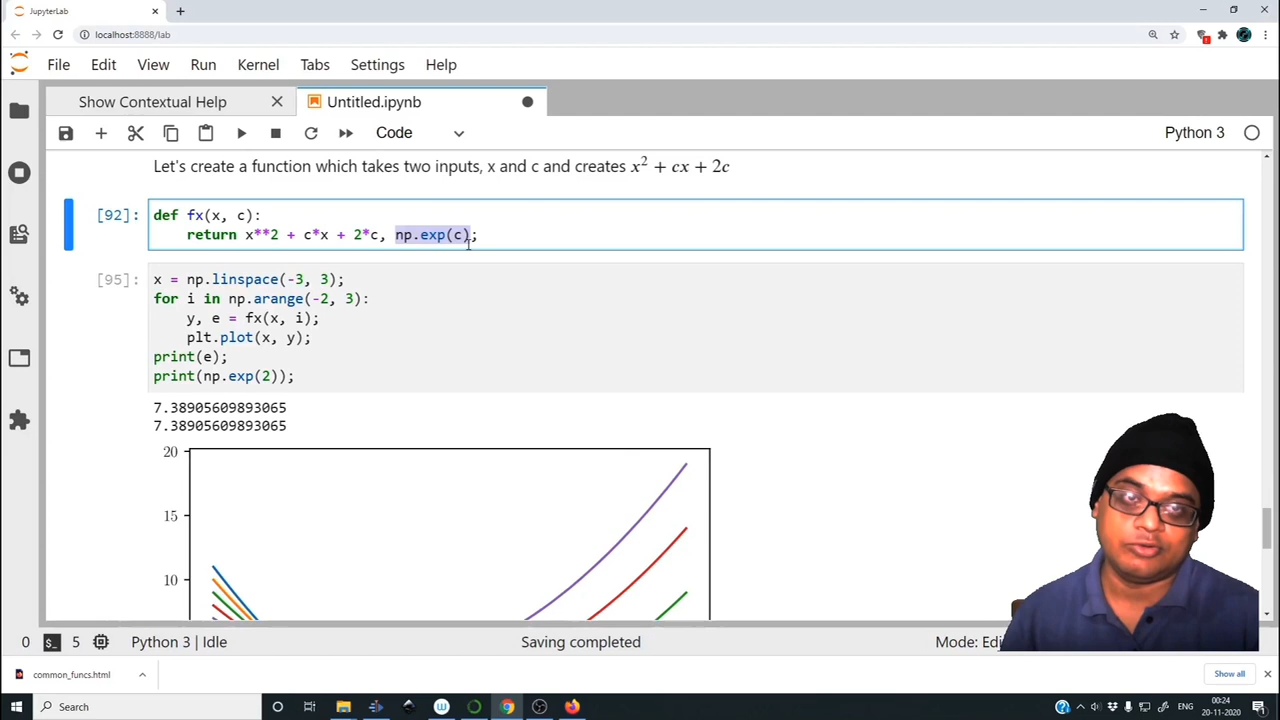 JupyterLab
localhost:8888/lab
File Edit View Run Kernel Tabs Settings Help
Show Contextual Help
Untitled.ipynb
Code
Python 3
Let's create a function which takes two inputs, x and c and creates x² + cx + 2c
[92]: def fx(x, c):
return x**2 + c*x + 2*c, np.exp(c);
[95]: x = np.linspace(-3, 3);
for i in np.arange(-2, 3):
y, e = fx(x, i);
plt.plot(x, y);
print(e);
print(np.exp(2));
7.38905609893065
7.38905609893065
20
15
10
0
5
Python 3 | Idle
Saving completed
Mode:
common_funcs.html
Show all
Search
ENG
00:24
20-11-2020